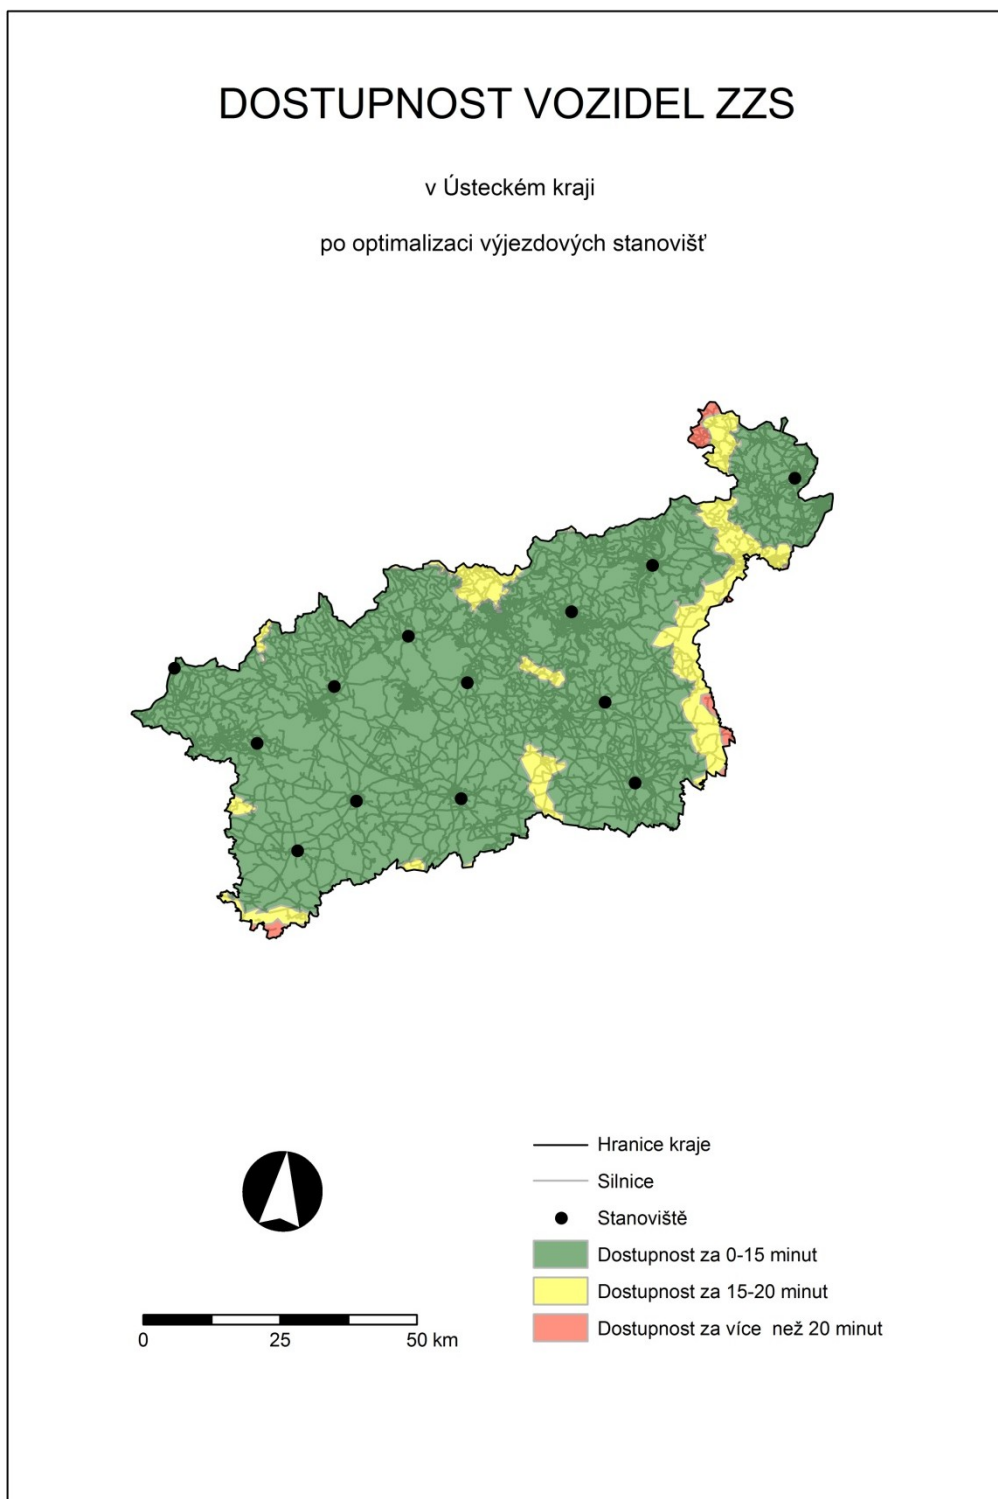 DOSTUPNOST VOZIDEL ZZS
v Ústeckém kraji
po optimalizaci výjezdových stanovišť
Hranice kraje
Silnice
Stanoviště
Dostupnost za 0-15 minut
Dostupnost za 15-20 minut
Dostupnost za více než 20 minut
0 25 50 km